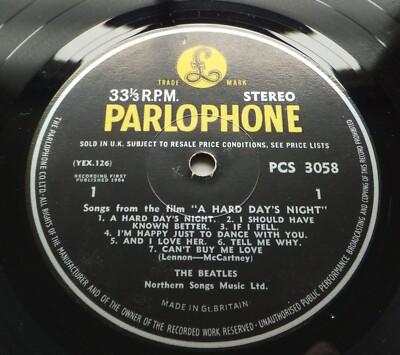 TRADE MARK
£
33⅓ R.P.M. STEREO
PARLOPHONE
SOLD IN U.K. SUBJECT TO RESALE PRICE CONDITIONS, SEE PRICE LISTS
(YEX.126) PCS 3058
RECORDING FIRST
PUBLISHED 1964
1 1
Songs from the film "A HARD DAY'S NIGHT"
1. A HARD DAY'S NIGHT. 2. I SHOULD HAVE
KNOWN BETTER. 3. IF I FELL.
4. I'M HAPPY JUST TO DANCE WITH YOU.
5. AND I LOVE HER. 6. TELL ME WHY.
7. CAN'T BUY ME LOVE
(Lennon—McCartney)
THE BEATLES
Northern Songs Music Ltd.
MADE IN Gt. BRITAIN
THE PARLOPHONE CO LTD·ALL RIGHTS OF THE MANUFACTURER AND OF THE OWNER OF THE RECORDED WORK RESERVED·UNAUTHORISED PUBLIC PERFORMANCE BROADCASTING AND COPYING OF THIS RECORD PROHIBITED